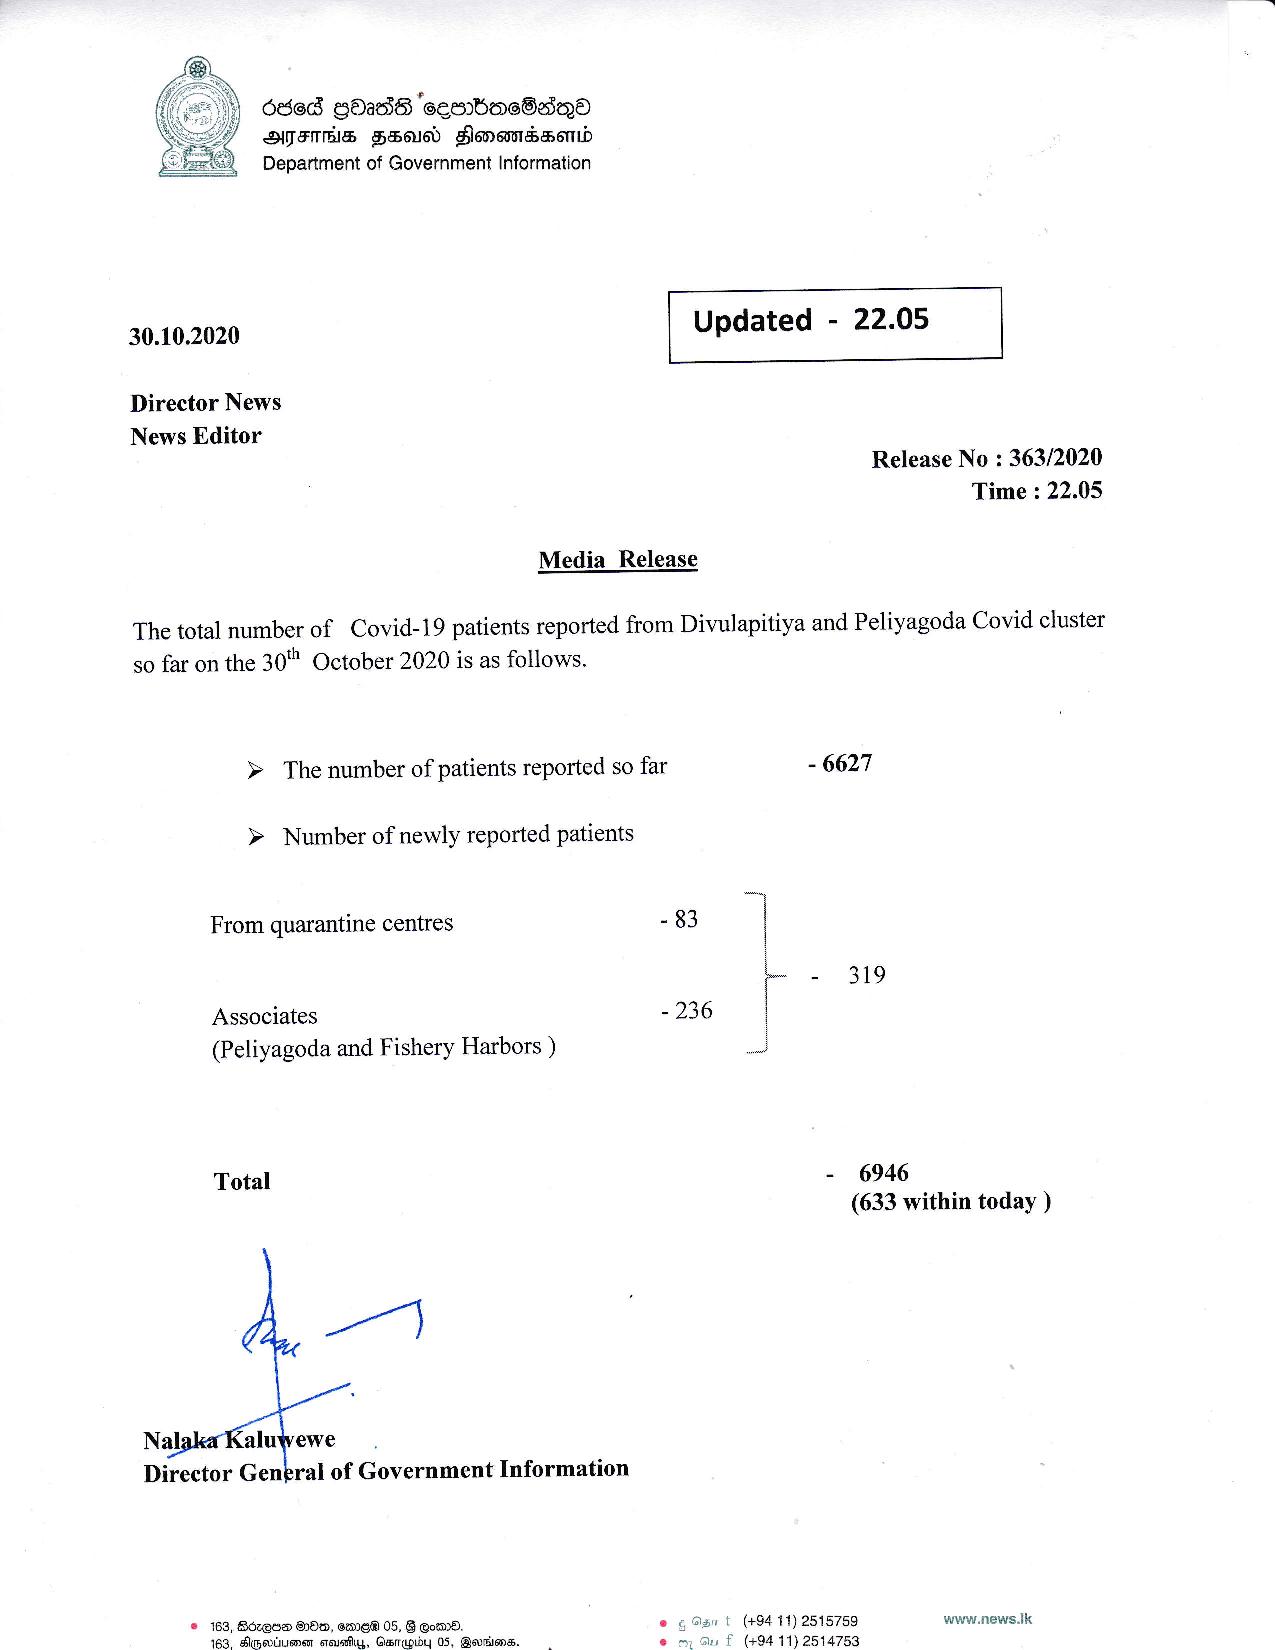 රජයේ ප්‍රවෘත්ති දෙපාර්තමේන්තුව
அரசாங்க தகவல் திணைக்களம்
Department of Government Information
Updated - 22.05
30.10.2020
Director News
News Editor
Release No : 363/2020
Time : 22.05
Media Release
The total number of Covid-19 patients reported from Divulapitiya and Peliyagoda Covid cluster
so far on the 30th October 2020 is as follows.
➢ The number of patients reported so far - 6627
➢ Number of newly reported patients
From quarantine centres - 83
- 319
Associates - 236
(Peliyagoda and Fishery Harbors )
Total - 6946
(633 within today )
Nalaka Kaluwewe
Director General of Government Information
• 163, කිරුලපන මාවත, කොළඹ 05, ශ්‍රී ලංකාව.
163, கிருலப்பனை எவனியூ, கொழும்பு 05, இலங்கை.
• දු தொ t (+94 11) 2515759
• ෆැ பெ f (+94 11) 2514753
www.news.lk